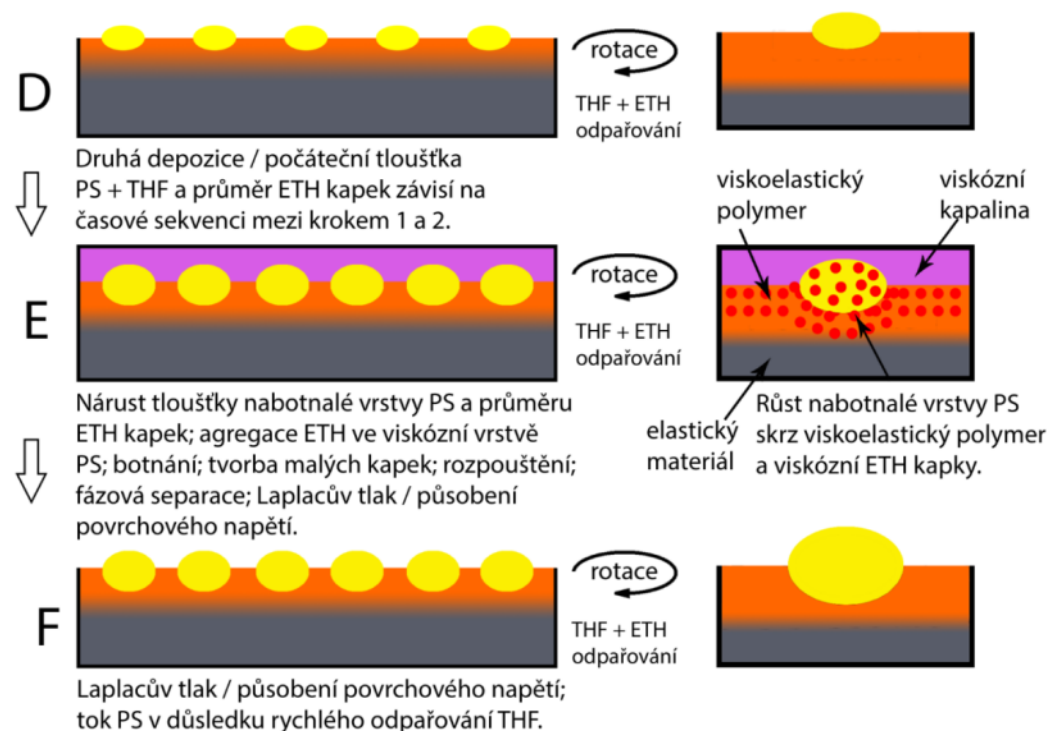 D
rotace
THF + ETH
odpařování
Druhá depozice / počáteční tloušťka
PS + THF a průměr ETH kapek závisí na
časové sekvenci mezi krokem 1 a 2.
viskoelastický
polymer
viskózní
kapalina
E
rotace
THF + ETH
odpařování
Nárust tloušťky nabotnalé vrstvy PS a průměru
ETH kapek; agregace ETH ve viskózní vrstvě
PS; botnání; tvorba malých kapek; rozpouštění;
fázová separace; Laplacův tlak / působení
povrchového napětí.
elastický
materiál
Růst nabotnalé vrstvy PS
skrz viskoelastický polymer
a viskózní ETH kapky.
F
rotace
THF + ETH
odpařování
Laplacův tlak / působení povrchového napětí;
tok PS v důsledku rychlého odpařování THF.